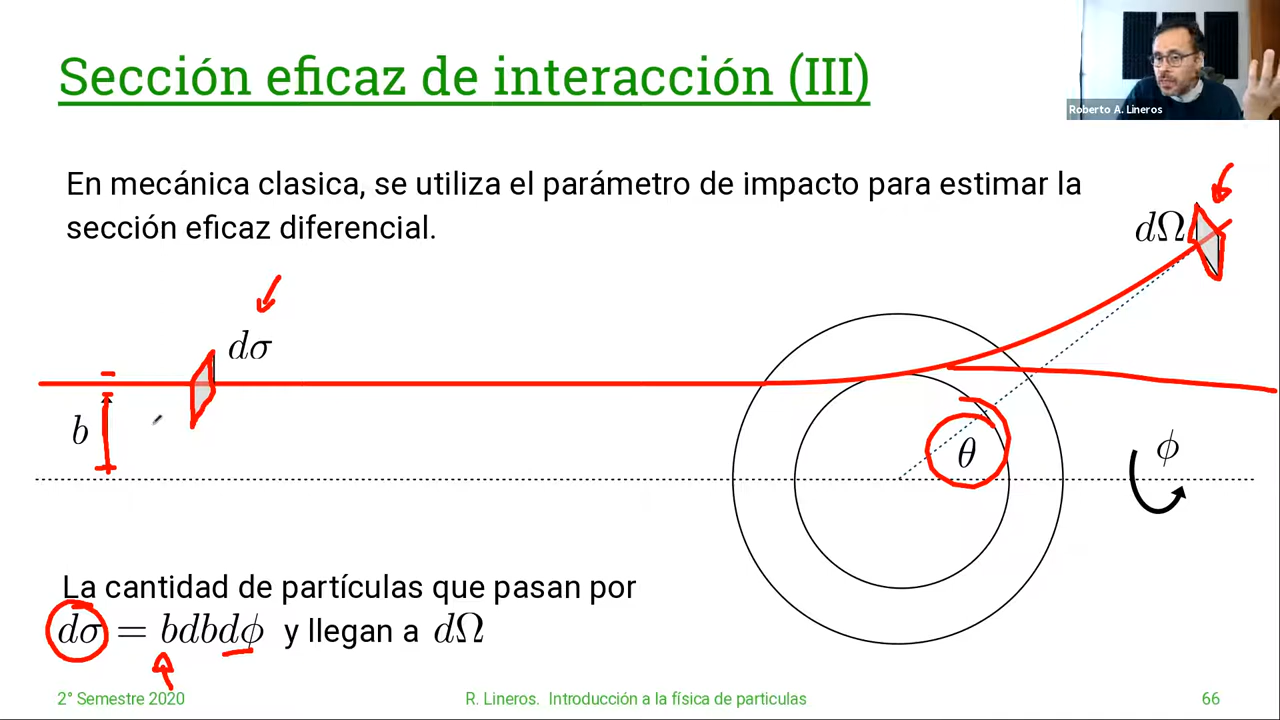 Sección eficaz de interacción (III)
Roberto A. Lineros
En mecánica clasica, se utiliza el parámetro de impacto para estimar la
sección eficaz diferencial.
dΩ
dσ
b
θ
ϕ
La cantidad de partículas que pasan por
dσ = bdbdϕ y llegan a dΩ
2° Semestre 2020
R. Lineros. Introducción a la física de particulas
66